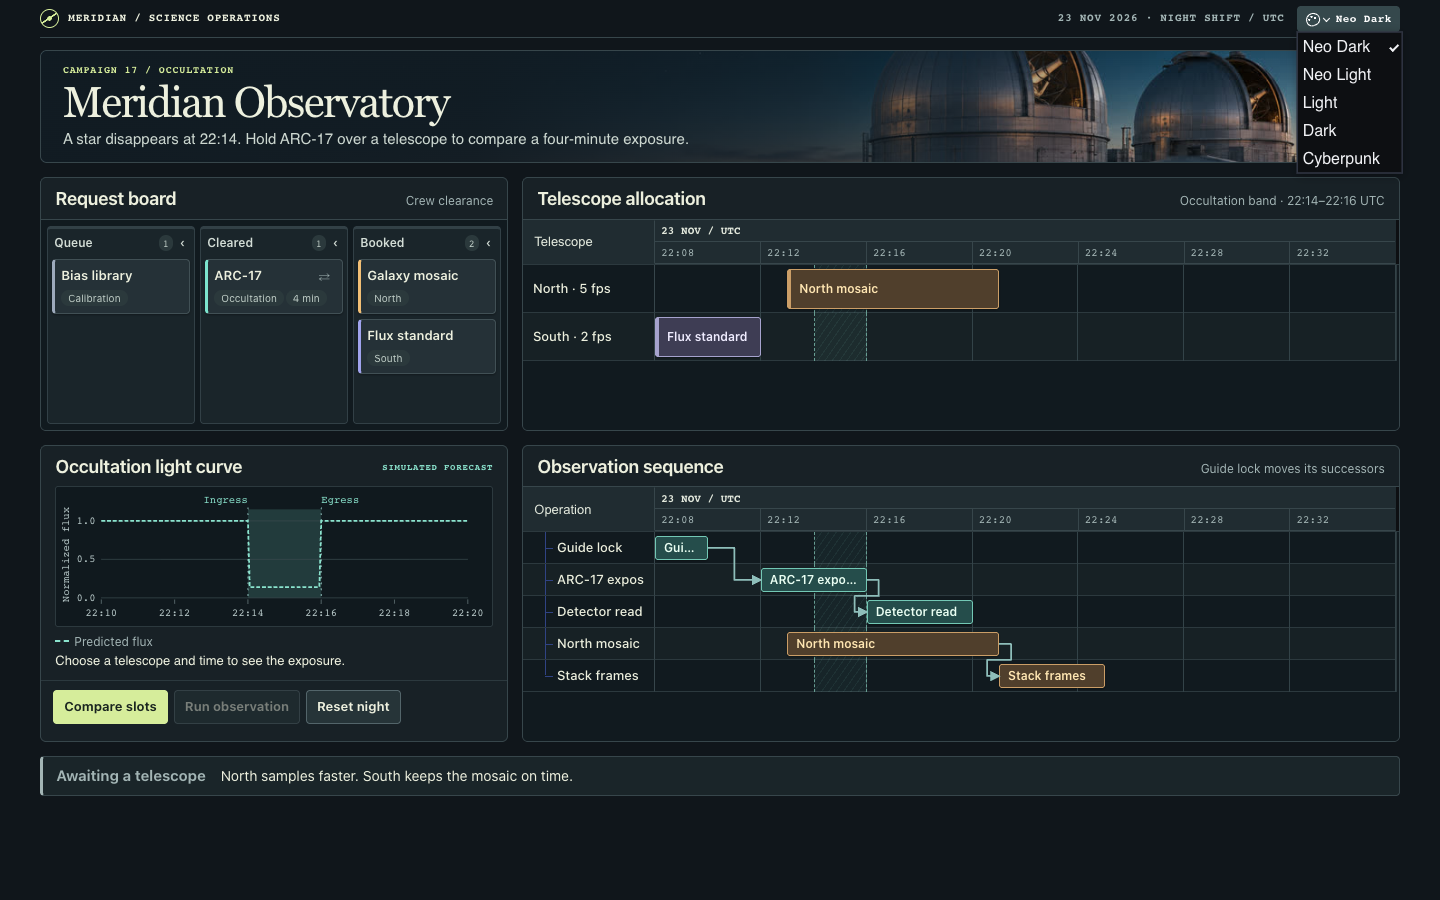 MERIDIAN / SCIENCE OPERATIONS
23 NOV 2026 · NIGHT SHIFT / UTC
Neo Dark
Neo Dark
Neo Light
Light
Dark
Cyberpunk
CAMPAIGN 17 / OCCULTATION
Meridian Observatory
A star disappears at 22:14. Hold ARC-17 over a telescope to compare a four-minute exposure.
Request board
Crew clearance
Queue 1
Bias library
Calibration
Cleared 1
ARC-17
Occultation 4 min
Booked 2
Galaxy mosaic
North
Flux standard
South
Telescope allocation
Occultation band · 22:14–22:16 UTC
Telescope
23 NOV / UTC
22:08 22:12 22:16 22:20 22:24 22:28 22:32
North · 5 fps
North mosaic
South · 2 fps
Flux standard
Occultation light curve
SIMULATED FORECAST
Ingress Egress
Normalized flux
1.0
0.5
0.0
22:10 22:12 22:14 22:16 22:18 22:20
Predicted flux
Choose a telescope and time to see the exposure.
Compare slots
Run observation
Reset night
Observation sequence
Guide lock moves its successors
Operation
23 NOV / UTC
22:08 22:12 22:16 22:20 22:24 22:28 22:32
Guide lock
Gui...
ARC-17 expos
ARC-17 expo...
Detector read
Detector read
North mosaic
North mosaic
Stack frames
Stack frames
Awaiting a telescope
North samples faster. South keeps the mosaic on time.